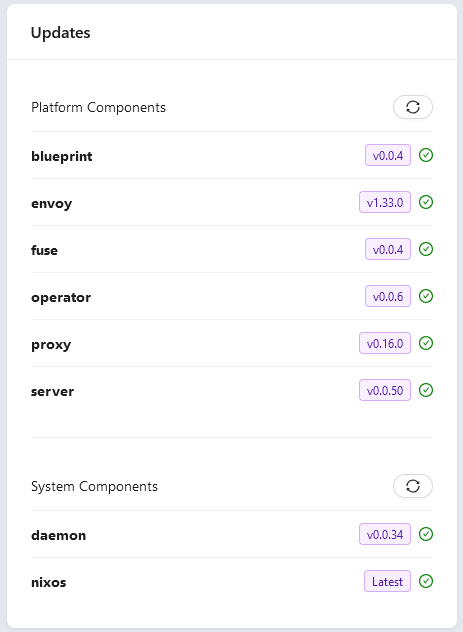 Updates
Platform Components
blueprint v0.0.4
envoy v1.33.0
fuse v0.0.4
operator v0.0.6
proxy v0.16.0
server v0.0.50
System Components
daemon v0.0.34
nixos Latest